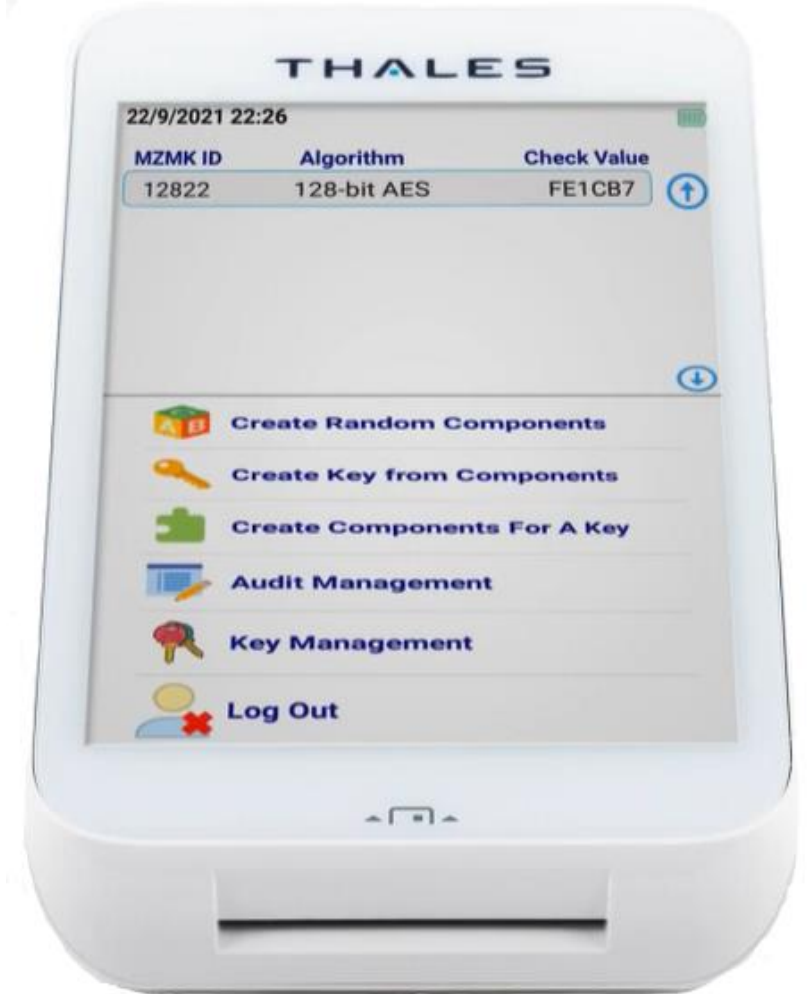 THALES
22/9/2021 22:26
MZMK ID Algorithm Check Value
12822 128-bit AES FE1CB7
Create Random Components
Create Key from Components
Create Components For A Key
Audit Management
Key Management
Log Out